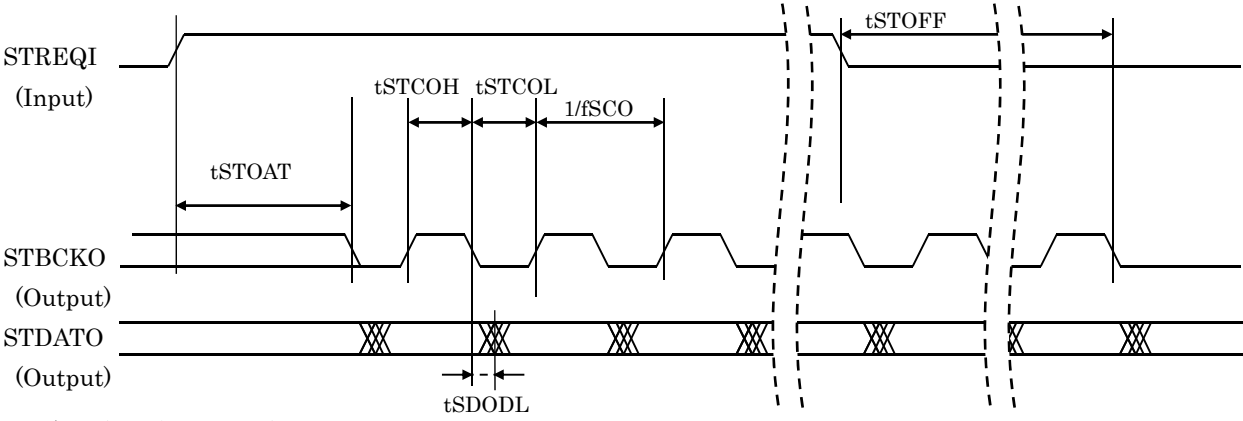 tSTOFF
STREQI
(Input)
tSTCOH tSTCOL
1/fSCO
tSTOAT
STBCKO
(Output)
STDATO
(Output)
tSDODL